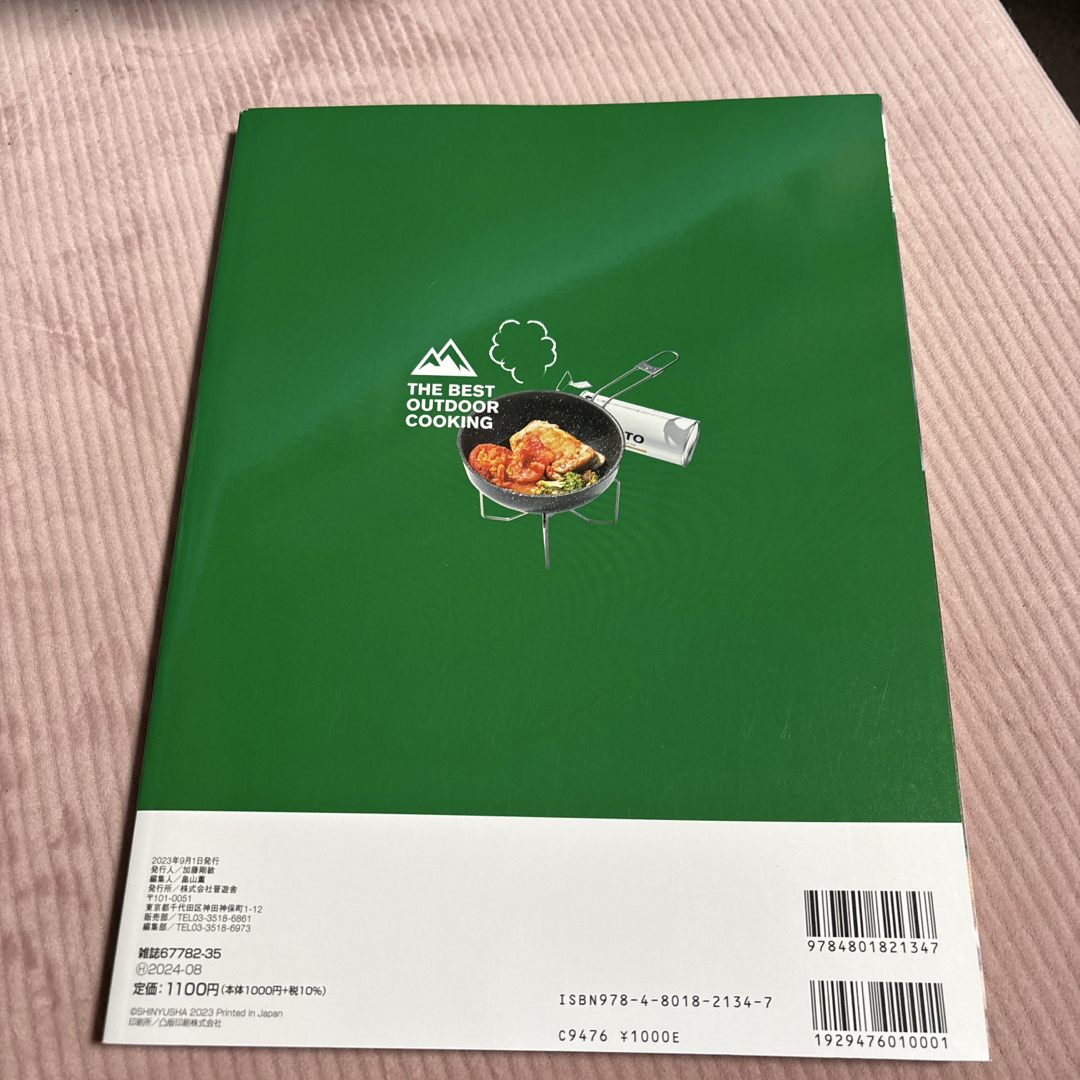 THE BEST
OUTDOOR
COOKING
TO
2023年9月1日発行
発行人／加藤剛敏
編集人／畠山薫
発行所／株式会社晋遊舎
〒101-0051
東京都千代田区神田神保町1-12
販売部／TEL03-3518-6861
編集部／TEL03-3518-6973
雑誌67782-35
Ⓗ2024-08
定価：1100円（本体1000円+税10%）
©SHINYUSHA 2023 Printed in Japan
印刷所／凸版印刷株式会社
9784801821347
ISBN978-4-8018-2134-7
C9476 ¥1000E
1929476010001